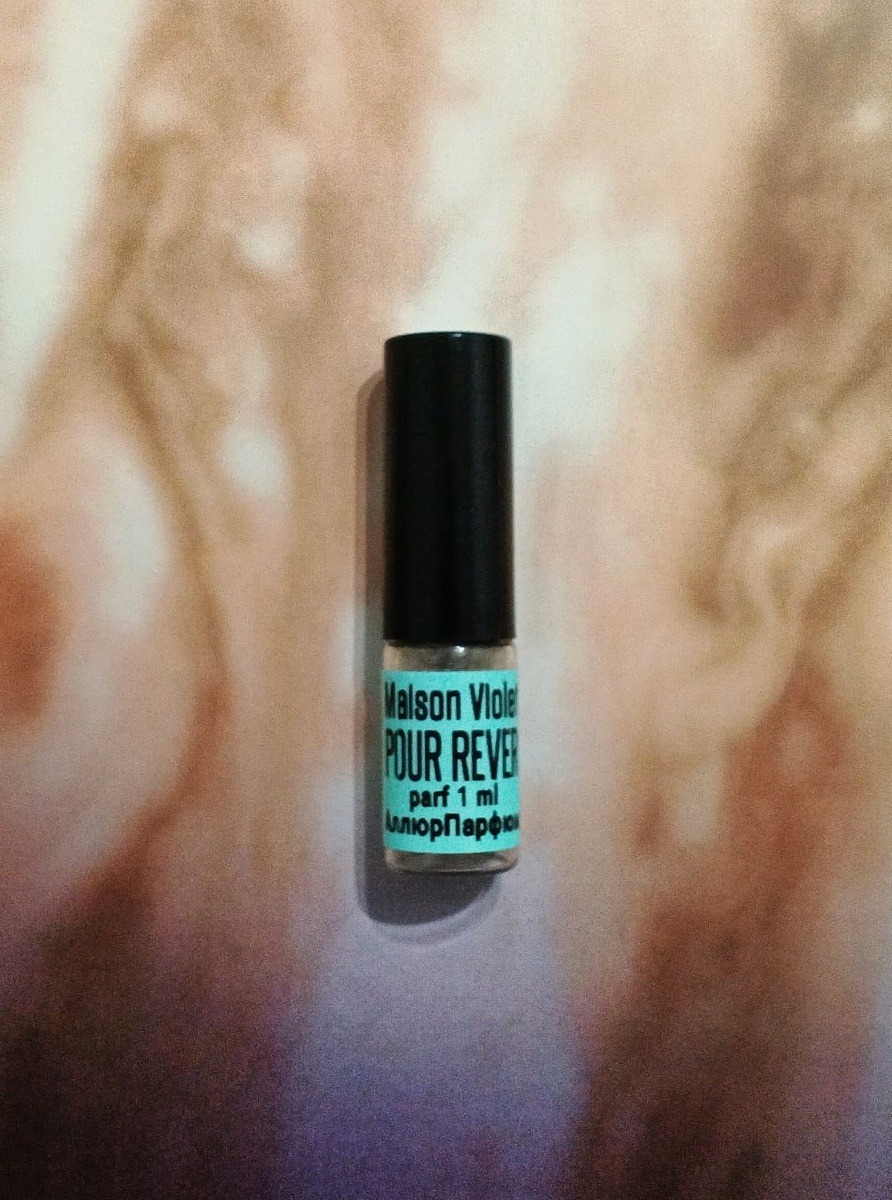 Maison Violet
POUR REVER
parf 1 ml
АллюрПарфюм